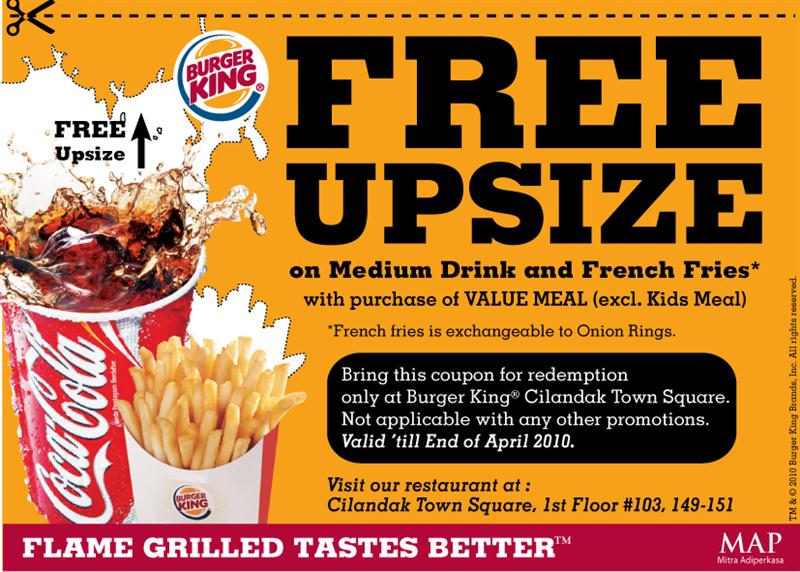 BURGER
KING®
FREE
Upsize
FREE
UPSIZE
on Medium Drink and French Fries*
with purchase of VALUE MEAL (excl. Kids Meal)
*French fries is exchangeable to Onion Rings.
Bring this coupon for redemption
only at Burger King® Cilandak Town Square.
Not applicable with any other promotions.
Valid 'till End of April 2010.
Visit our restaurant at :
Cilandak Town Square, 1st Floor #103, 149-151
Coca-Cola
BURGER
KING
TM & © 2010 Burger King Brands, Inc. All rights reserved.
FLAME GRILLED TASTES BETTER™
MAP
Mitra Adiperkasa